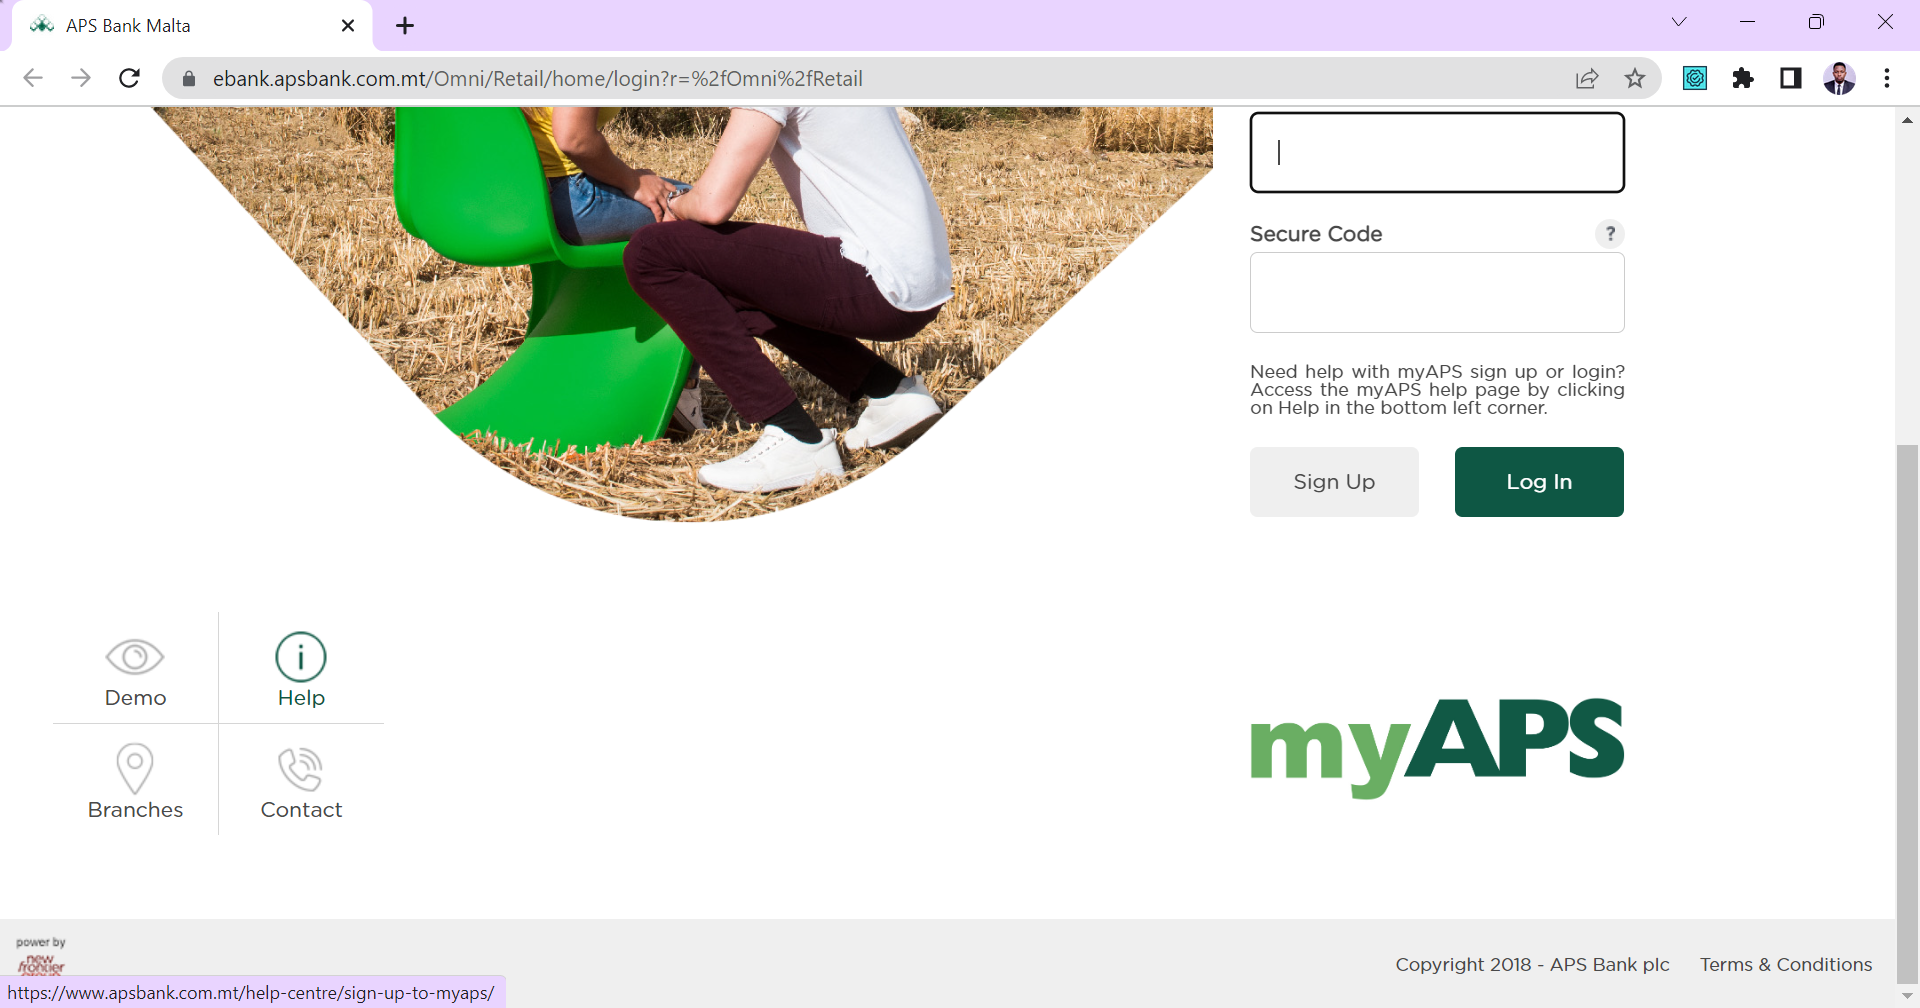 APS Bank Malta
ebank.apsbank.com.mt/Omni/Retail/home/login?r=%2fOmni%2fRetail
Secure Code
?
Need help with myAPS sign up or login?
Access the myAPS help page by clicking
on Help in the bottom left corner.
Sign Up
Log In
Demo
Help
Branches
Contact
myAPS
power by
new
frontier
Copyright 2018 - APS Bank plc
Terms & Conditions
https://www.apsbank.com.mt/help-centre/sign-up-to-myaps/